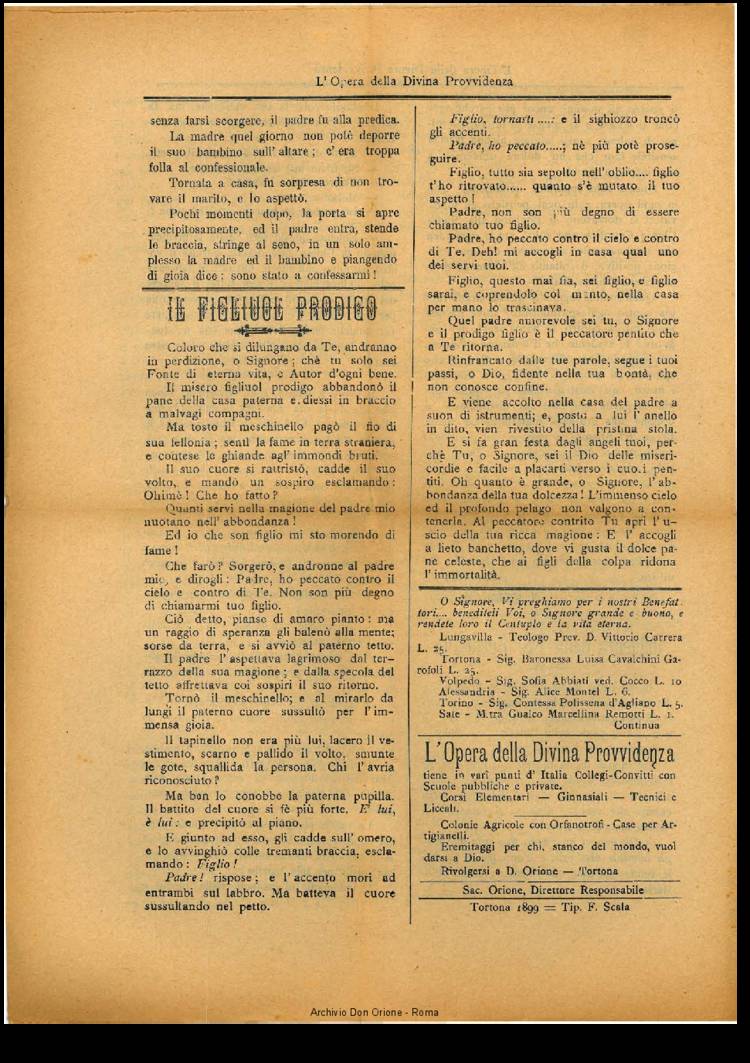 L' Opera della Divina Provvidenza
senza farsi scorgere, il padre fu alla predica.
La madre quel giorno non potè deporre
il suo bambino sull' altare ; c' era troppa
folla al confessionale.
Tornata a casa, fu sorpresa di non tro-
vare il marito, e lo aspettò.
Pochi momenti dopo, la porta si apre
precipitosamente, ed il padre entra, stende
le braccia, stringe al seno, in un solo am-
plesso la madre ed il bambino e piangendo
di gioia dice : sono stato a confessarmi !
IL FIGLIUOL PRODIGO
Coloro che si dilungano da Te, andranno
in perdizione, o Signore ; chè tu solo sei
Fonte di eterna vita, e Autor d'ogni bene.
Il misero figliuol prodigo abbandonò il
pane della casa paterna e. diessi in braccio
a malvagi compagni.
Ma tosto il meschinello pagò il fio di
sua fellonia ; sentì la fame in terra straniera,
e contese le ghiande agl' immondi bruti.
Il suo cuore si rattristò, cadde il suo
volto, e mandò un sospiro esclamando :
Ohimè ! Che ho fatto ?
Quanti servi nella magione del padre mio
nuotano nell' abbondanza !
Ed io che son figlio mi sto morendo di
fame !
Che farò ? Sorgerò, e andronne al padre
mio, e dirogli : Padre, ho peccato contro il
cielo e contro di Te. Non son più degno
di chiamarmi tuo figlio.
Ciò detto, pianse di amaro pianto : ma
un raggio di speranza gli balenò alla mente;
sorse da terra, e si avviò al paterno tetto.
Il padre l' aspettava lagrimoso dal ter-
razzo della sua magione ; e dalla specola del
tetto affrettava coi sospiri il suo ritorno.
Tornò il meschinello; e al mirarlo da
lungi il paterno cuore sussultò per l' im-
mensa gioia.
Il tapinello non era più lui, lacero il ve-
stimento, scarno e pallido il volto, smunte
le gote, squallida la persona. Chi l' avria
riconosciuto ?
Ma ban lo conobbe la paterna pupilla.
Il battito del cuore si fè più forte. E' lui,
è lui : e precipitò al piano.
E giunto ad esso, gli cadde sull' omero,
e lo avvinghiò colle tremanti braccia, escla-
mando : Figlio !
Padre ! rispose ; e l' accento morì ad
entrambi sul labbro. Ma batteva il cuore
sussultando nel petto.
Figlio, tornasti ....: e il sighiozzo troncò
gli accenti.
Padre, ho peccato.....; nè più potè prose-
guire.
Figlio, tutto sia sepolto nell' oblio.... figlio
t'ho ritrovato...... quanto s'è mutato il tuo
aspetto !
Padre, non son più degno di essere
chiamato tuo figlio.
Padre, ho peccato contro il cielo e contro
di Te. Deh! mi accogli in casa qual uno
dei servi tuoi.
Figlio, questo mai fia, sei figlio, e figlio
sarai, e coprendolo col manto, nella casa
per mano lo trascinava.
Quel padre amorevole sei tu, o Signore
e il prodigo figlio è il peccatore pentito che
a Te ritorna.
Rinfrancato dalle tue parole, segue i tuoi
passi, o Dio, fidente nella tua bontà, che
non conosce confine.
E viene accolto nella casa del padre a
suon di istrumenti; e, posto a lui l' anello
in dito, vien rivestito della pristina stola.
E si fa gran festa dagli angeli tuoi, per-
chè Tu, o Signore, sei il Dio delle miseri-
cordie e facile a placarti verso i cuori pen-
titi. Oh quanto è grande, o Signore, l' ab-
bondanza della tua dolcezza ! L'immenso cielo
ed il profondo pelago non valgono a con-
tenerla. Al peccatore contrito Tu apri l' u-
scio della tua ricca magione : E l' accogli
a lieto banchetto, dove vi gusta il dolce pa-
ne celeste, che ai figli della colpa ridona
l' immortalità.
O Signore, Vi preghiamo per i nostri Benefat
tori.... benediteli Voi, o Signore grande e buono, e
rendete loro il Centuplo e la vita eterna.
Lungavilla - Teologo Prev. D. Vittorio Carrera
L. 25.
Tortona - Sig. Baronessa Luisa Cavalchini Ga-
rofoli L. 25.
Volpedo - Sig. Sofia Abbiati ved. Cocco L. 10
Alessandria - Sig. Alice Montel L. 6.
Torino - Sig. Contessa Polissena d'Agliano L. 5.
Sale - M.tra Gualco Marcellina Remotti L. 1.
Continua
L'Opera della Divina Provvidenza
tiene in varî punti d' Italia Collegi-Convitti con
Scuole pubbliche e private.
Corsi Elementari — Ginnasiali — Tecnici e
Liceali.
Colonie Agricole con Orfanotrofi - Case per Ar-
tigianelli.
Eremitaggi per chi, stanco del mondo, vuol
darsi a Dio.
Rivolgersi a D. Orione — Tortona
Sac. Orione, Direttore Responsabile
Tortona 1899 — Tip. F. Scala
Archivio Don Orione - Roma